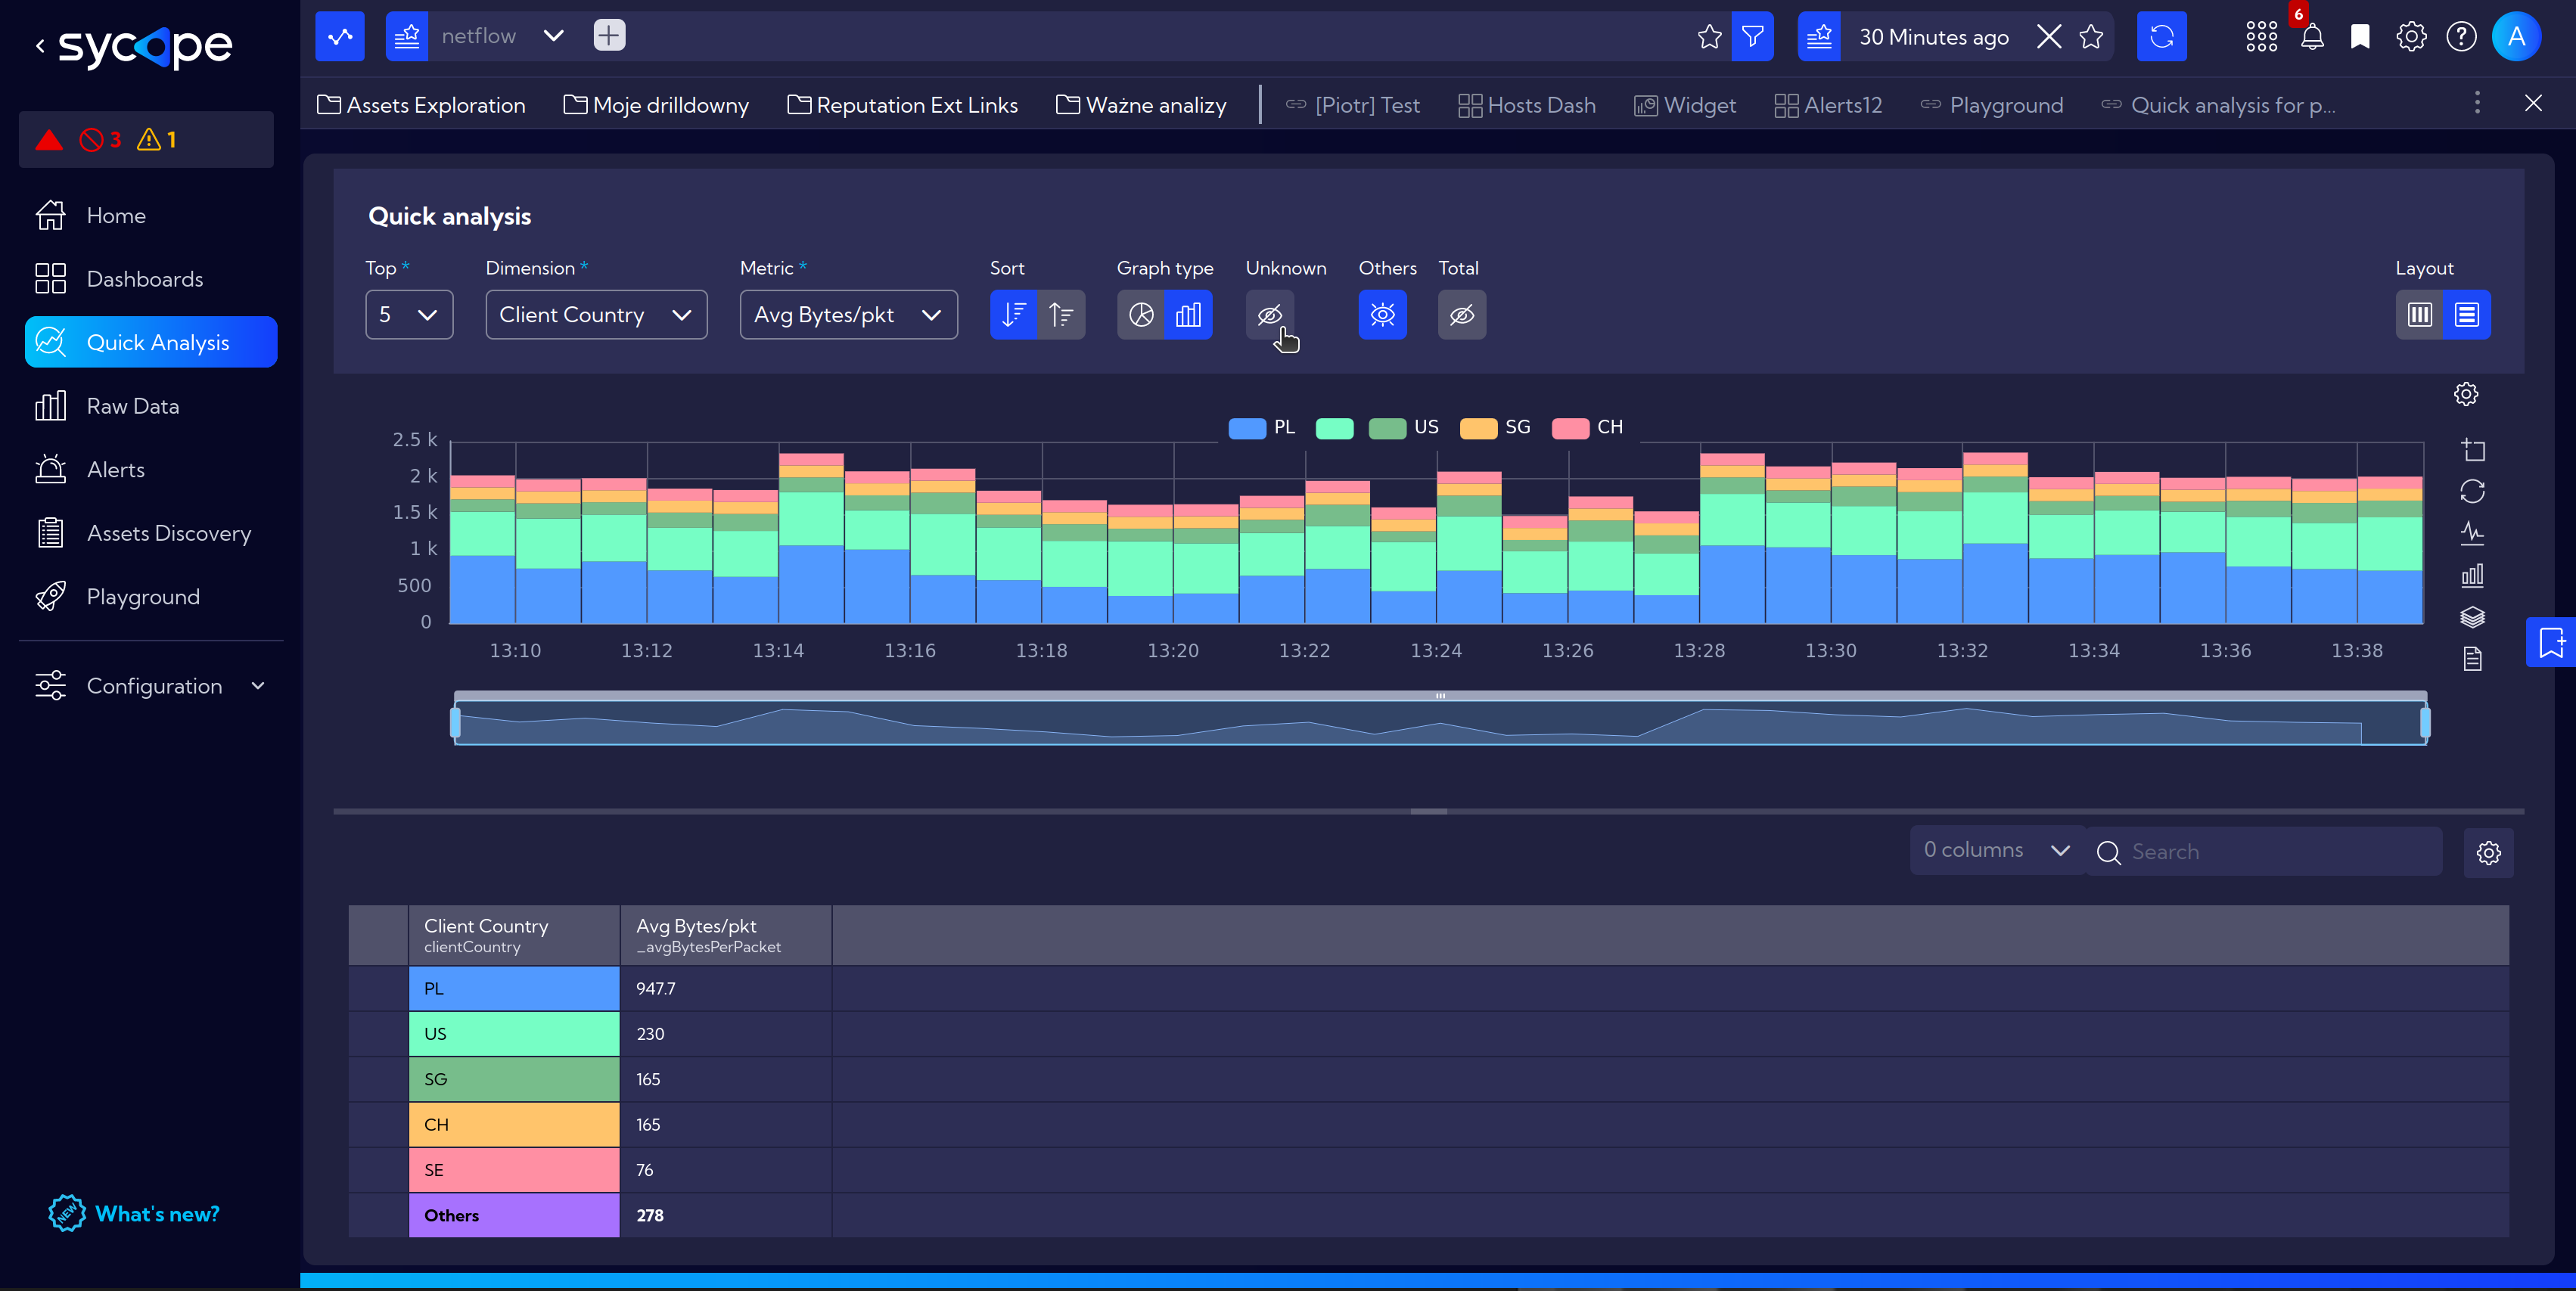 sycope
netflow
30 Minutes ago
6
A
Assets Exploration
Moje drilldowny
Reputation Ext Links
Ważne analizy
[Piotr] Test
Hosts Dash
Widget
Alerts12
Playground
Quick analysis for p...
3
1
Home
Dashboards
Quick Analysis
Raw Data
Alerts
Assets Discovery
Playground
Configuration
NEW
What's new?
Quick analysis
Top *
Dimension *
Metric *
Sort
Graph type
Unknown
Others
Total
Layout
5
Client Country
Avg Bytes/pkt
PL
US
SG
CH
2.5 k
2 k
1.5 k
1 k
500
0
13:10
13:12
13:14
13:16
13:18
13:20
13:22
13:24
13:26
13:28
13:30
13:32
13:34
13:36
13:38
0 columns
Search
Client Country
clientCountry
Avg Bytes/pkt
_avgBytesPerPacket
PL 947.7
US 230
SG 165
CH 165
SE 76
Others 278